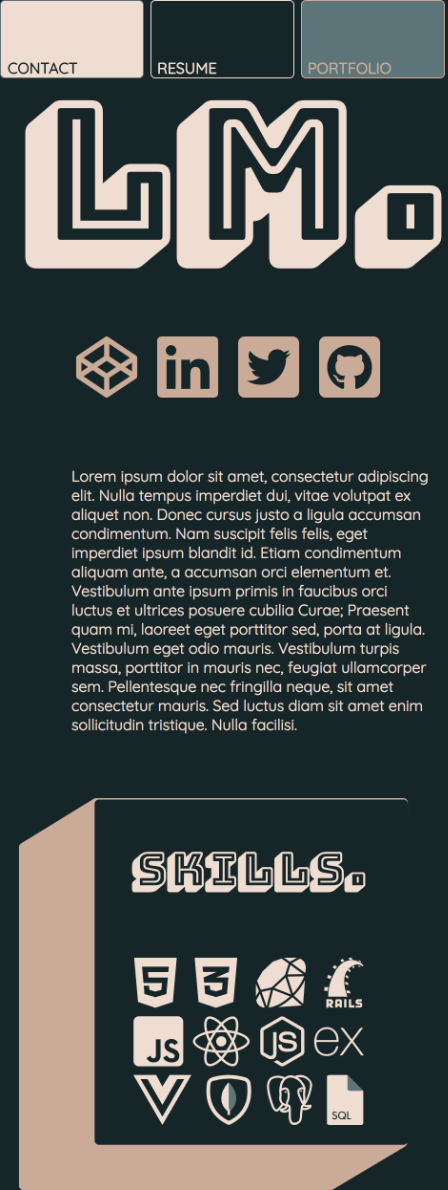 CONTACT
RESUME
PORTFOLIO
LM.
in
Lorem ipsum dolor sit amet, consectetur adipiscing
elit. Nulla tempus imperdiet dui, vitae volutpat ex
aliquet non. Donec cursus justo a ligula accumsan
condimentum. Nam suscipit felis felis, eget
imperdiet ipsum blandit id. Etiam condimentum
aliquam ante, a accumsan orci elementum et.
Vestibulum ante ipsum primis in faucibus orci
luctus et ultrices posuere cubilia Curae; Praesent
quam mi, laoreet eget porttitor sed, porta at ligula.
Vestibulum eget odio mauris. Vestibulum turpis
massa, porttitor in mauris nec, feugiat ullamcorper
sem. Pellentesque nec fringilla neque, sit amet
consectetur mauris. Sed luctus diam sit amet enim
sollicitudin tristique. Nulla facilisi.
SKILLS.
5 3 RAILS
JS JS ex
SQL